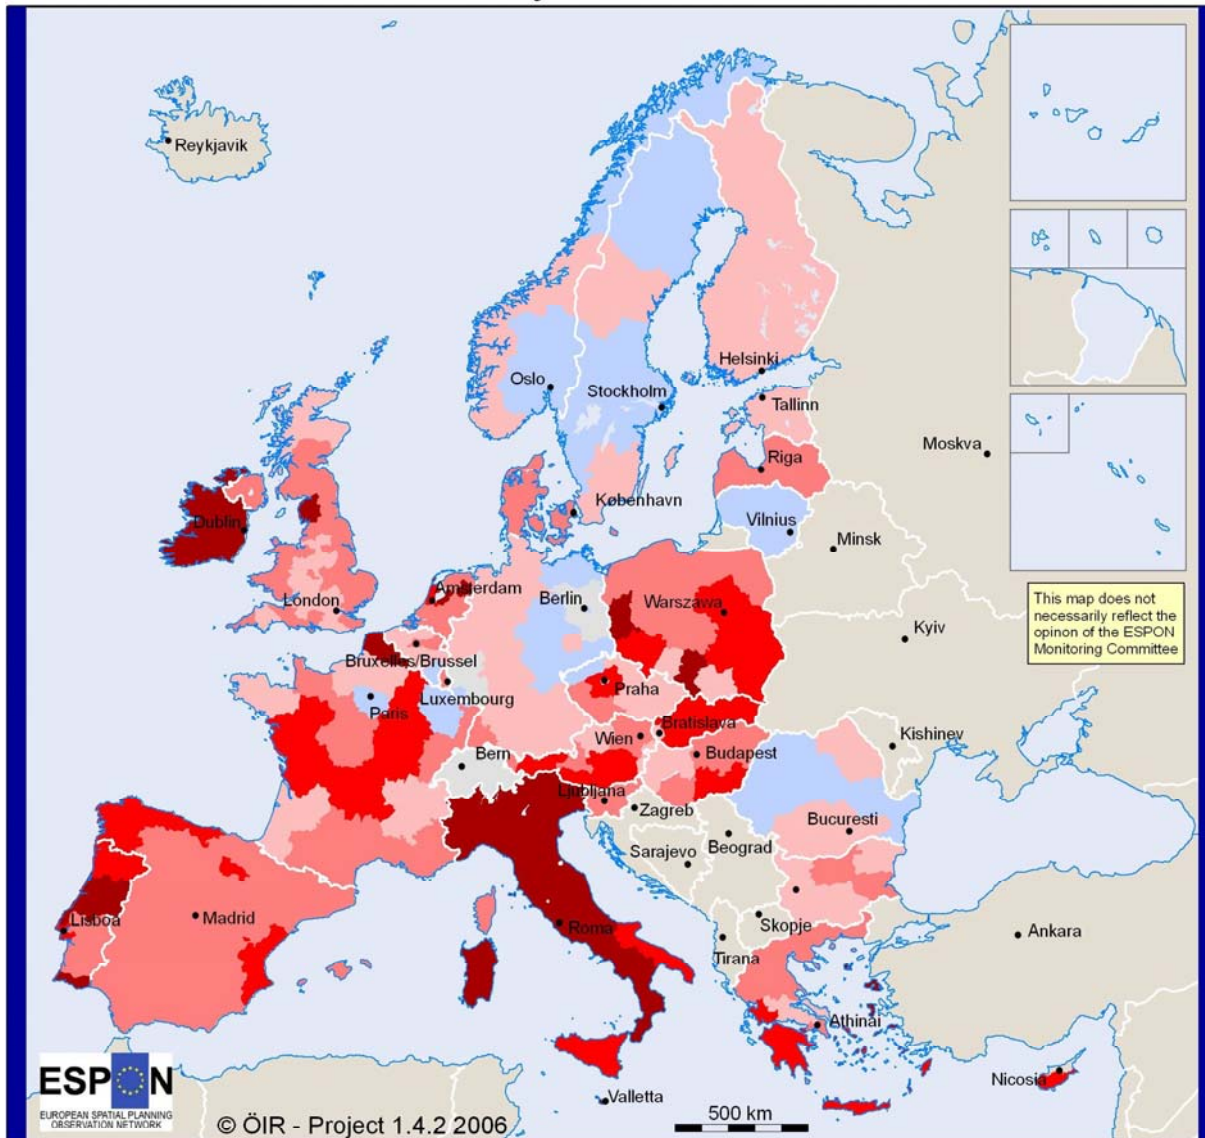 Reykjavik
Helsinki
Oslo
Stockholm
Tallinn
Moskva
Riga
København
Vilnius
Dublin
Minsk
Amsterdam
Berlin
Warszawa
London
This map does not
necessarily reflect the
opinon of the ESPON
Monitoring Committee
Kyiv
Bruxelles/Brussel
Praha
Luxembourg
Paris
Bratislava
Wien
Kishinev
Bern
Budapest
Ljubljana
Zagreb
Bucuresti
Beograd
Sarajevo
Lisboa
Madrid
Roma
Skopje
Ankara
Tirana
Athinai
Nicosia
Valletta
500 km
ESPON
EUROPEAN SPATIAL PLANNING
OBSERVATION NETWORK
© ÖIR - Project 1.4.2 2006